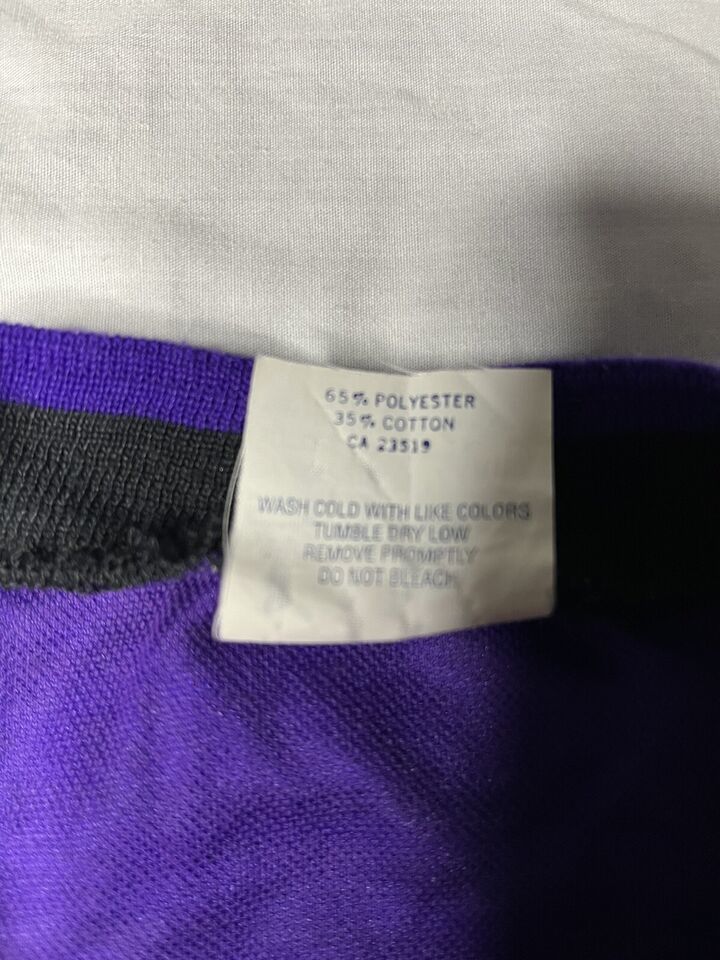 65% POLYESTER
35% COTTON
CA 23519
WASH COLD WITH LIKE COLORS
TUMBLE DRY LOW
REMOVE PROMPTLY
DO NOT BLEACH